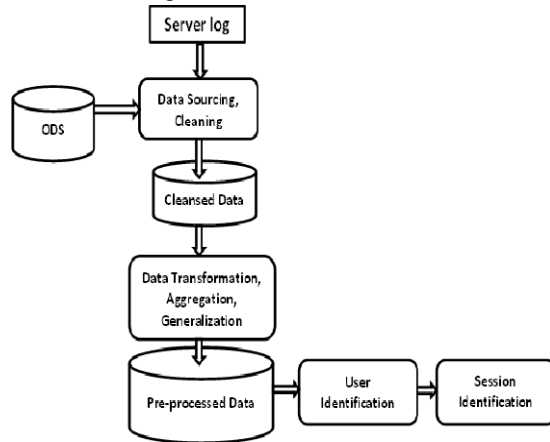 Server log
Data Sourcing,
Cleaning
ODS
Cleansed Data
Data Transformation,
Aggregation,
Generalization
Pre-processed Data
User
Identification
Session
Identification